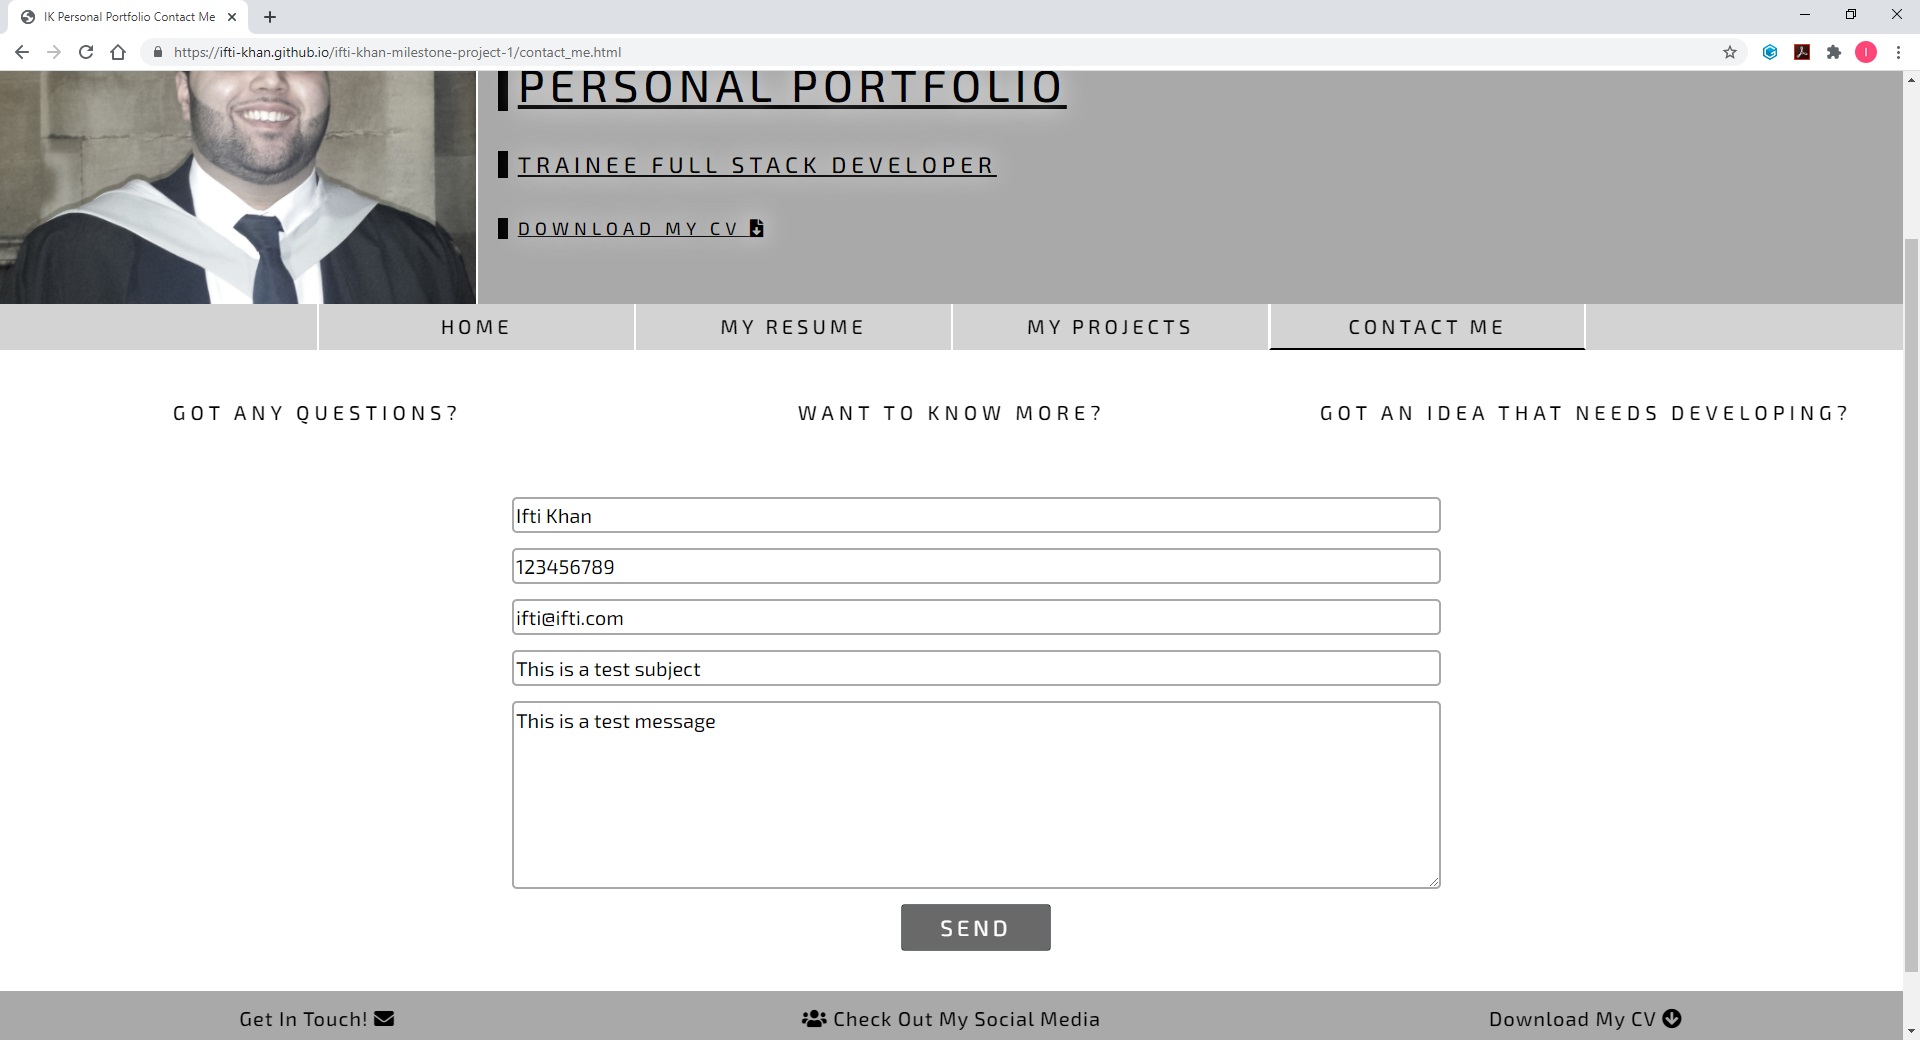 IK Personal Portfolio Contact Me
https://ifti-khan.github.io/ifti-khan-milestone-project-1/contact_me.html
I
PERSONAL PORTFOLIO
TRAINEE FULL STACK DEVELOPER
DOWNLOAD MY CV
HOME MY RESUME MY PROJECTS CONTACT ME
GOT ANY QUESTIONS? WANT TO KNOW MORE? GOT AN IDEA THAT NEEDS DEVELOPING?
Ifti Khan
123456789
ifti@ifti.com
This is a test subject
This is a test message
SEND
Get In Touch! Check Out My Social Media Download My CV